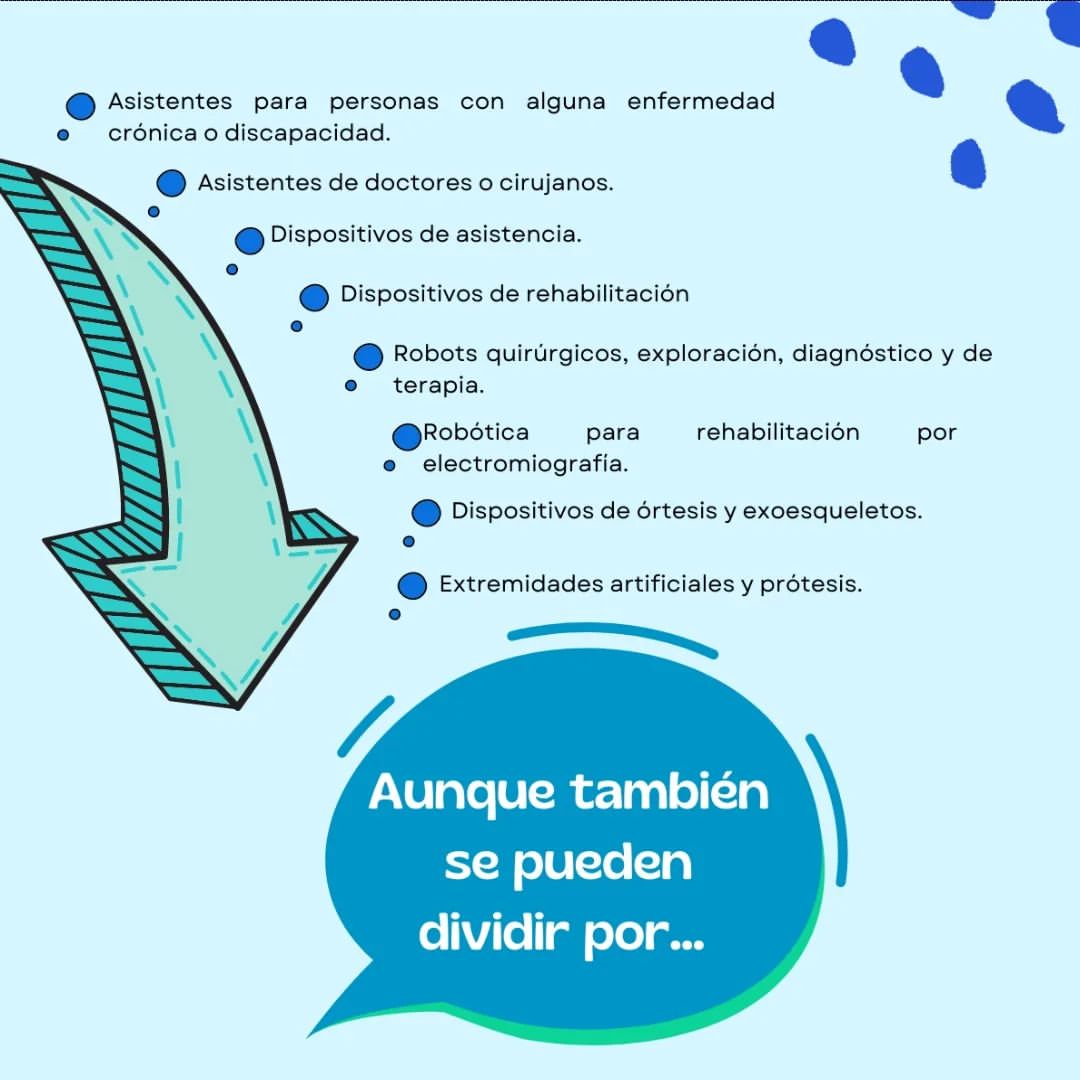 Asistentes para personas con alguna enfermedad
crónica o discapacidad.
Asistentes de doctores o cirujanos.
Dispositivos de asistencia.
Dispositivos de rehabilitación
Robots quirúrgicos, exploración, diagnóstico y de
terapia.
Robótica para rehabilitación por
electromiografía.
Dispositivos de órtesis y exoesqueletos.
Extremidades artificiales y prótesis.
Aunque también
se pueden
dividir por...